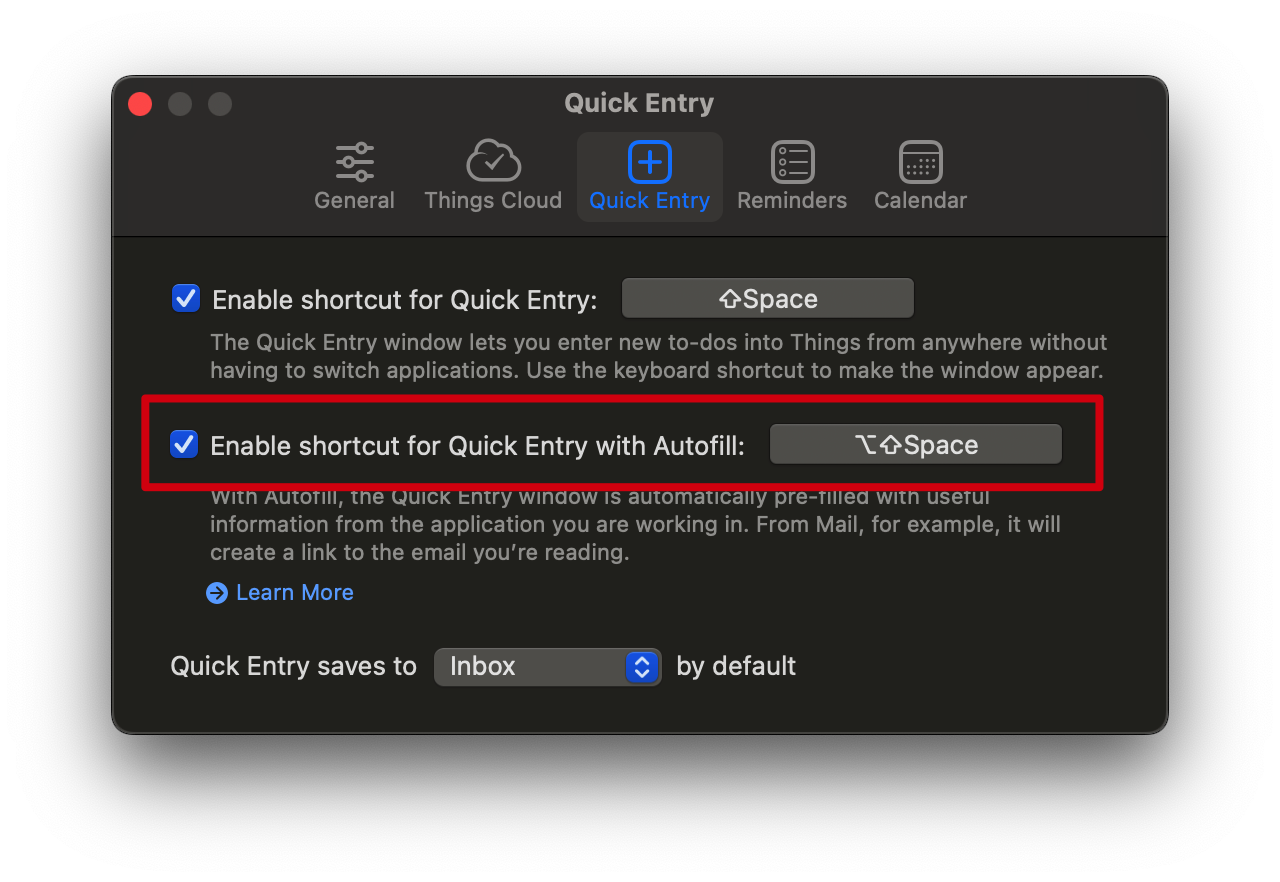 Quick Entry
General Things Cloud Quick Entry Reminders Calendar
Enable shortcut for Quick Entry: ⇧Space
The Quick Entry window lets you enter new to-dos into Things from anywhere without
having to switch applications. Use the keyboard shortcut to make the window appear.
Enable shortcut for Quick Entry with Autofill: ⌥⇧Space
With Autofill, the Quick Entry window is automatically pre-filled with useful
information from the application you are working in. From Mail, for example, it will
create a link to the email you’re reading.
Learn More
Quick Entry saves to Inbox by default